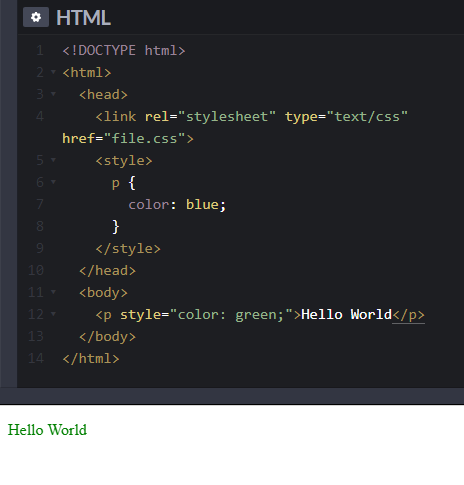 HTML
1 <!DOCTYPE html>
2 <html>
3 <head>
4 <link rel="stylesheet" type="text/css"
href="file.css">
5 <style>
6 p {
7 color: blue;
8 }
9 </style>
10 </head>
11 <body>
12 <p style="color: green;">Hello World</p>
13 </body>
14 </html>
Hello World